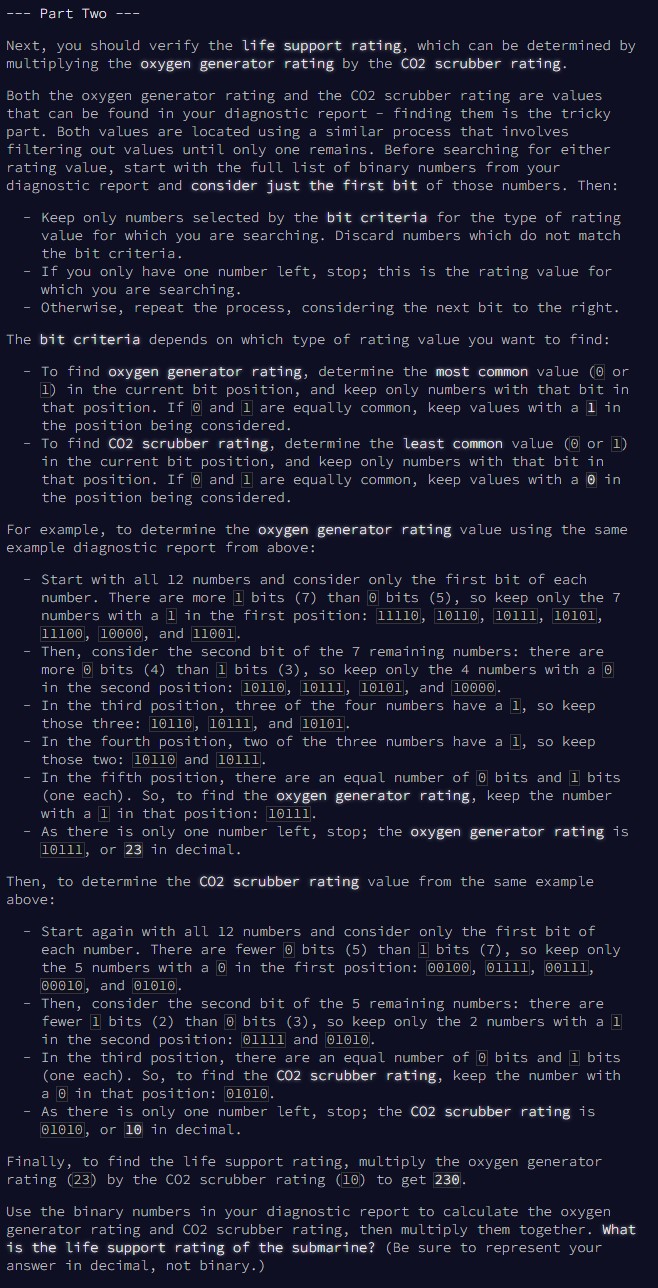 --- Part Two ---
Next, you should verify the life support rating, which can be determined by
multiplying the oxygen generator rating by the CO2 scrubber rating.
Both the oxygen generator rating and the CO2 scrubber rating are values
that can be found in your diagnostic report - finding them is the tricky
part. Both values are located using a similar process that involves
filtering out values until only one remains. Before searching for either
rating value, start with the full list of binary numbers from your
diagnostic report and consider just the first bit of those numbers. Then:
- Keep only numbers selected by the bit criteria for the type of rating
value for which you are searching. Discard numbers which do not match
the bit criteria.
- If you only have one number left, stop; this is the rating value for
which you are searching.
- Otherwise, repeat the process, considering the next bit to the right.
The bit criteria depends on which type of rating value you want to find:
- To find oxygen generator rating, determine the most common value (0 or
1) in the current bit position, and keep only numbers with that bit in
that position. If 0 and 1 are equally common, keep values with a 1 in
the position being considered.
- To find CO2 scrubber rating, determine the least common value (0 or 1)
in the current bit position, and keep only numbers with that bit in
that position. If 0 and 1 are equally common, keep values with a 0 in
the position being considered.
For example, to determine the oxygen generator rating value using the same
example diagnostic report from above:
- Start with all 12 numbers and consider only the first bit of each
number. There are more 1 bits (7) than 0 bits (5), so keep only the 7
numbers with a 1 in the first position: 11110, 10110, 10111, 10101,
11100, 10000, and 11001.
- Then, consider the second bit of the 7 remaining numbers: there are
more 0 bits (4) than 1 bits (3), so keep only the 4 numbers with a 0
in the second position: 10110, 10111, 10101, and 10000.
- In the third position, three of the four numbers have a 1, so keep
those three: 10110, 10111, and 10101.
- In the fourth position, two of the three numbers have a 1, so keep
those two: 10110 and 10111.
- In the fifth position, there are an equal number of 0 bits and 1 bits
(one each). So, to find the oxygen generator rating, keep the number
with a 1 in that position: 10111.
- As there is only one number left, stop; the oxygen generator rating is
10111, or 23 in decimal.
Then, to determine the CO2 scrubber rating value from the same example
above:
- Start again with all 12 numbers and consider only the first bit of
each number. There are fewer 0 bits (5) than 1 bits (7), so keep only
the 5 numbers with a 0 in the first position: 00100, 01111, 00111,
00010, and 01010.
- Then, consider the second bit of the 5 remaining numbers: there are
fewer 1 bits (2) than 0 bits (3), so keep only the 2 numbers with a 1
in the second position: 01111 and 01010.
- In the third position, there are an equal number of 0 bits and 1 bits
(one each). So, to find the CO2 scrubber rating, keep the number with
a 0 in that position: 01010.
- As there is only one number left, stop; the CO2 scrubber rating is
01010, or 10 in decimal.
Finally, to find the life support rating, multiply the oxygen generator
rating (23) by the CO2 scrubber rating (10) to get 230.
Use the binary numbers in your diagnostic report to calculate the oxygen
generator rating and CO2 scrubber rating, then multiply them together. What
is the life support rating of the submarine? (Be sure to represent your
answer in decimal, not binary.)